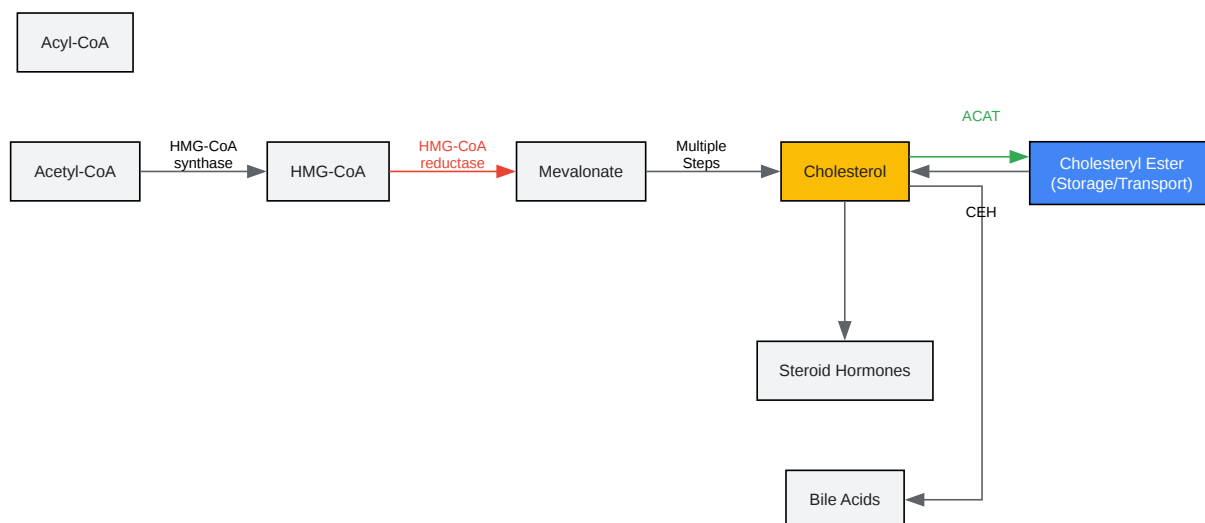 Acyl-CoA
Acetyl-CoA
HMG-CoA
synthase
HMG-CoA
HMG-CoA
reductase
Mevalonate
Multiple
Steps
Cholesterol
ACAT
CEH
Cholesteryl Ester
(Storage/Transport)
Steroid Hormones
Bile Acids